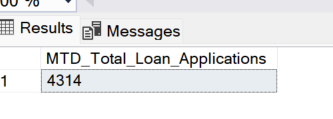 00 %
Results Messages
MTD_Total_Loan_Applications
1 4314